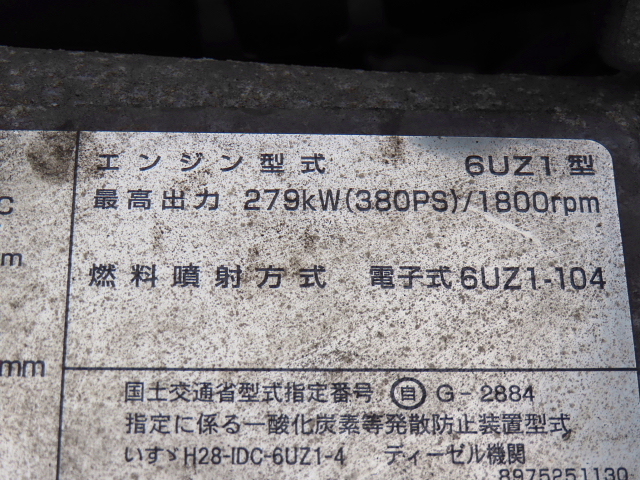 エンジン型式 6UZ1型
最高出力 279kW(380PS)/1800rpm
C
m
燃料噴射方式 電子式6UZ1-104
mm
国土交通省型式指定番号 自 G-2884
指定に係る一酸化炭素等発散防止装置型式
いすゞH28-IDC-6UZ1-4 ディーゼル機関
8975251130